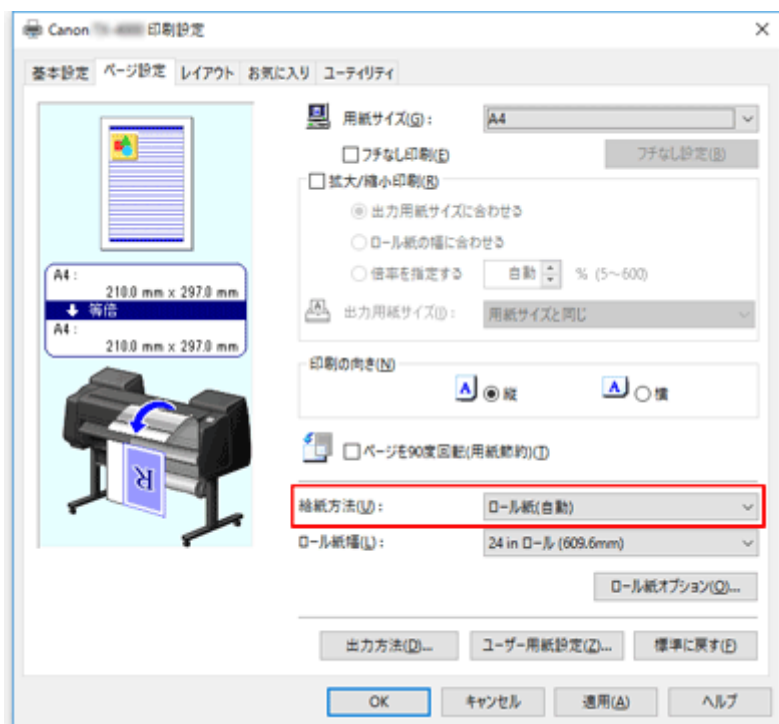 Canon 印刷設定
基本設定 ページ設定 レイアウト お気に入り ユーティリティ
用紙サイズ(G): A4
フチなし印刷(E) フチなし設定(B)
拡大/縮小印刷(R)
出力用紙サイズに合わせる
ロール紙の幅に合わせる
倍率を指定する 自動 % (5～600)
出力用紙サイズ(I): 用紙サイズと同じ
A4 :
210.0 mm x 297.0 mm
等倍
A4 :
210.0 mm x 297.0 mm
印刷の向き(N)
A 縦 A 横
ページを90度回転(用紙節約)(T)
R
給紙方法(U): ロール紙(自動)
ロール紙幅(L): 24 in ロール (609.6mm)
ロール紙オプション(O)...
出力方法(D)... ユーザー用紙設定(Z)... 標準に戻す(F)
OK キャンセル 適用(A) ヘルプ